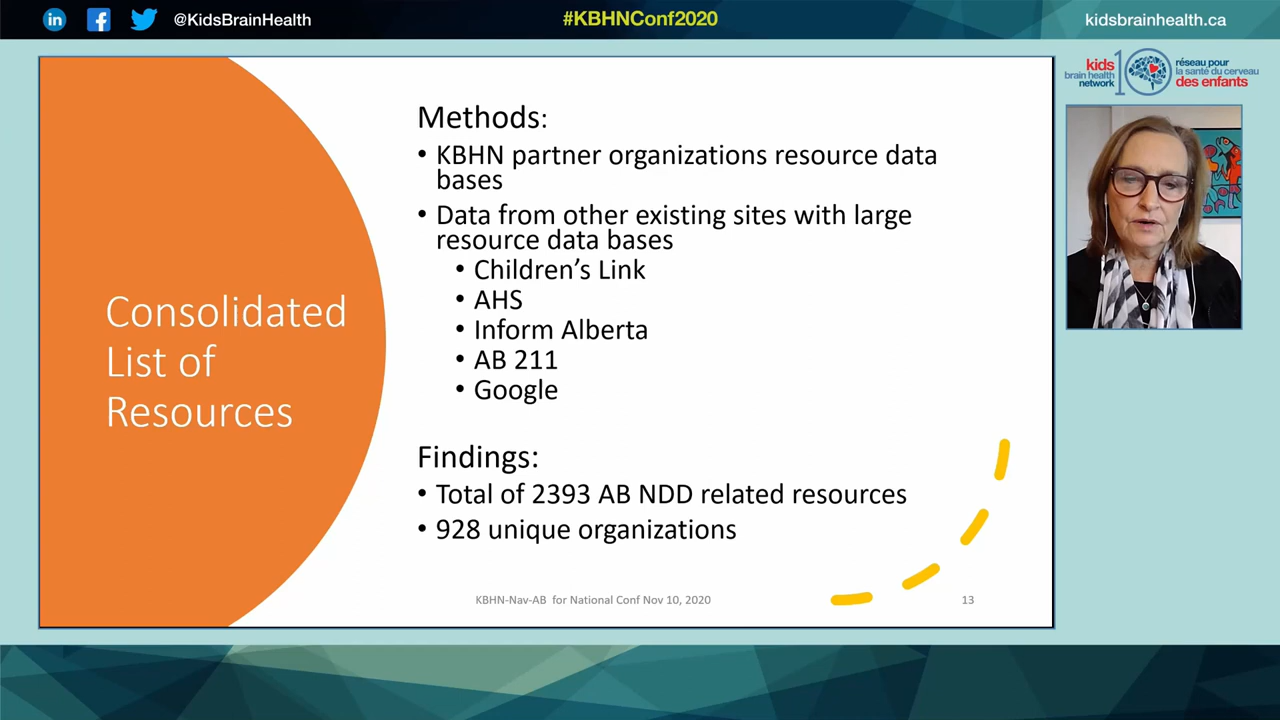 @KidsBrainHealth
#KBHNConf2020
kidsbrainhealth.ca
kids
brain health
network
10
réseau pour
la santé du cerveau
des enfants
Consolidated
List of
Resources
Methods:
• KBHN partner organizations resource data
bases
• Data from other existing sites with large
resource data bases
• Children’s Link
• AHS
• Inform Alberta
• AB 211
• Google
Findings:
• Total of 2393 AB NDD related resources
• 928 unique organizations
KBHN-Nav-AB for National Conf Nov 10, 2020
13